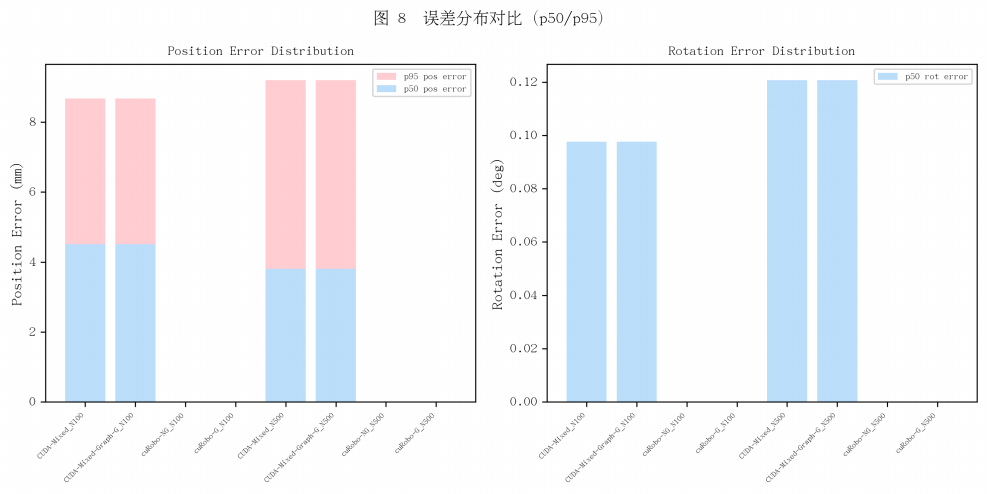 图 8 误差分布对比 (p50/p95)
Position Error Distribution
Position Error (mm)
8
6
4
2
0
p95 pos error
p50 pos error
CUDA-Mixed_N100
CUDA-Mixed-Graph-G_N100
cuRobo-NG_N100
cuRobo-G_N100
CUDA-Mixed_N500
CUDA-Mixed-Graph-G_N500
cuRobo-NG_N500
cuRobo-G_N500
Rotation Error Distribution
Rotation Error (deg)
0.12
0.10
0.08
0.06
0.04
0.02
0.00
p50 rot error
CUDA-Mixed_N100
CUDA-Mixed-Graph-G_N100
cuRobo-NG_N100
cuRobo-G_N100
CUDA-Mixed_N500
CUDA-Mixed-Graph-G_N500
cuRobo-NG_N500
cuRobo-G_N500